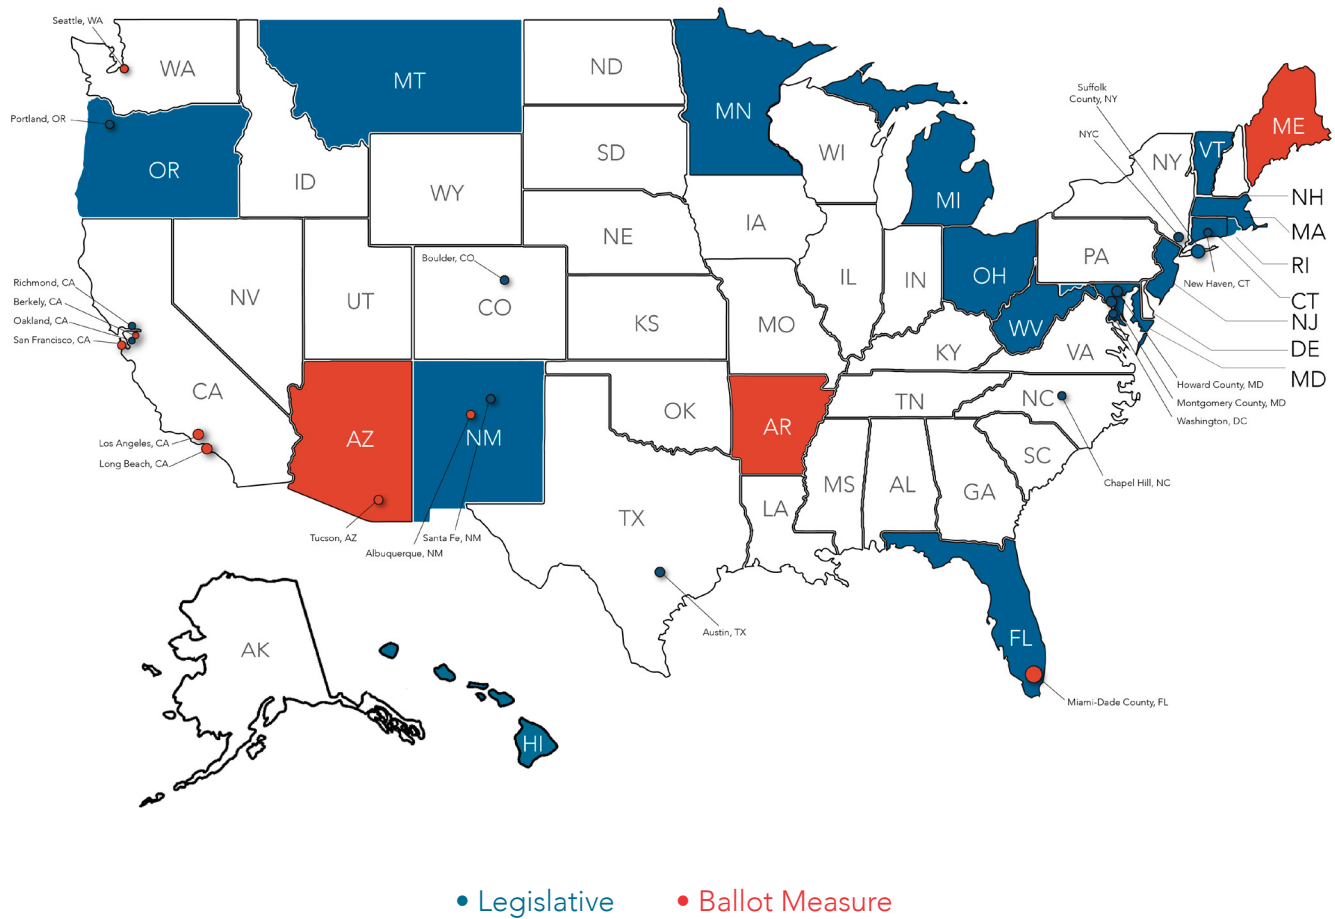 Seattle, WA
WA
MT
ND
MN
Suffolk
County, NY
ME
Portland, OR
NYC
OR
ID
SD
WI
NY
VT
WY
MI
NH
IA
MA
NE
PA
RI
Boulder, CO
OH
New Haven, CT
Richmond, CA
NV
UT
CO
IL
IN
CT
Berkely, CA
NJ
Oakland, CA
KS
MO
WV
San Francisco, CA
KY
VA
DE
MD
CA
Howard County, MD
NC
TN
Montgomery County, MD
OK
Washington, DC
AZ
NM
AR
Los Angeles, CA
SC
Long Beach, CA
MS
AL
GA
Chapel Hill, NC
LA
TX
Tucson, AZ
Santa Fe, NM
Albuquerque, NM
Austin, TX
FL
AK
Miami-Dade County, FL
HI
Legislative
Ballot Measure